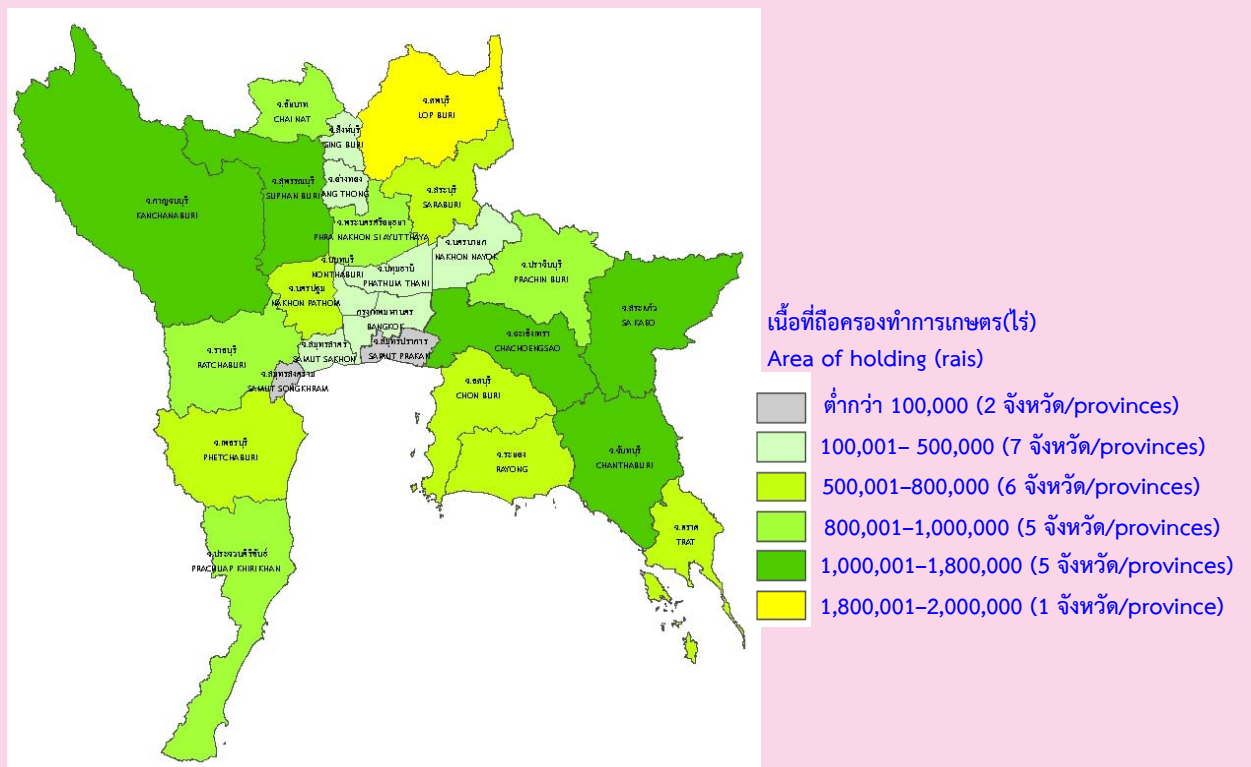 จ.ชัยนาท
CHAI NAT
จ.ลพบุรี
LOP BURI
จ.สิงห์บุรี
SING BURI
จ.อ่างทอง
ANG THONG
จ.สุพรรณบุรี
SUPHAN BURI
จ.สระบุรี
SARABURI
จ.กาญจนบุรี
KANCHANABURI
จ.พระนครศรีอยุธยา
PHRA NAKHON SI AYUTTHAYA
จ.นครนายก
NAKHON NAYOK
จ.ปราจีนบุรี
PRACHIN BURI
NONTHABURI
จ.ปทุมธานี
PHATHUM THANI
จ.นครปฐม
NAKHON PATHOM
กรุงเทพมหานคร
BANGKOK
จ.สระแก้ว
SA KAEO
จ.ฉะเชิงเทรา
CHACHOENGSAO
จ.สมุทรปราการ
SAMUT PRAKAN
จ.สมุทรสาคร
SAMUT SAKHON
จ.ราชบุรี
RATCHABURI
จ.สมุทรสงคราม
SAMUT SONGKHRAM
จ.ชลบุรี
CHON BURI
จ.เพชรบุรี
PHETCHABURI
จ.ระยอง
RAYONG
จ.จันทบุรี
CHANTHABURI
จ.ตราด
TRAT
จ.ประจวบคีรีขันธ์
PRACHUAP KHIRI KHAN
เนื้อที่ถือครองทำการเกษตร(ไร่)
Area of holding (rais)
ต่ำกว่า 100,000 (2 จังหวัด/provinces)
100,001– 500,000 (7 จังหวัด/provinces)
500,001–800,000 (6 จังหวัด/provinces)
800,001–1,000,000 (5 จังหวัด/provinces)
1,000,001–1,800,000 (5 จังหวัด/provinces)
1,800,001–2,000,000 (1 จังหวัด/province)